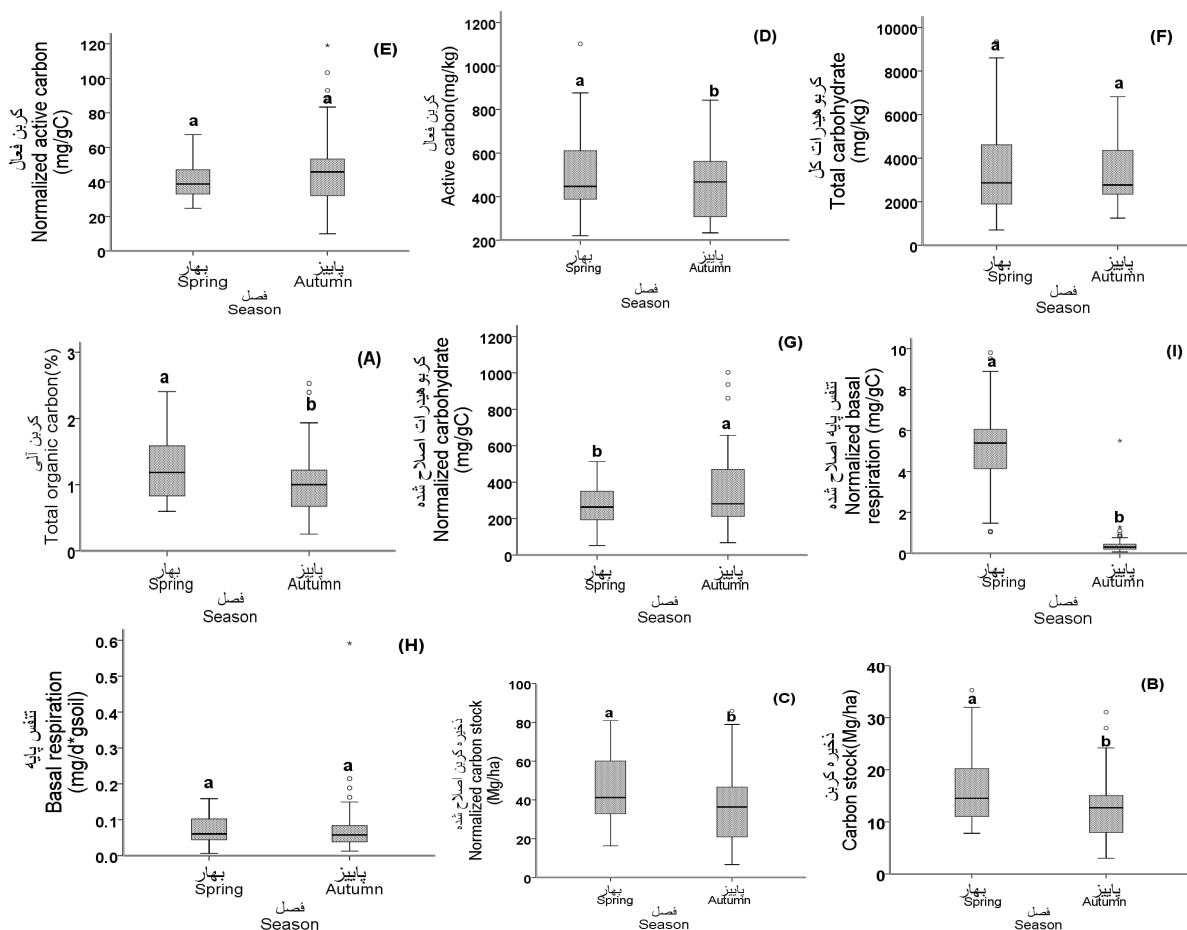 (E)
کربن فعال
Normalized active carbon
(mg/gC)
120
100
80
60
40
20
0
a
a
بهار
Spring
پاییز
Autumn
فصل
Season
(D)
کربن فعال
Active carbon(mg/kg)
1200
1000
800
600
400
200
a
b
بهار
Spring
پاییز
Autumn
فصل
Season
(F)
کربوهیدرات کل
Total carbohydrate
(mg/kg)
10000
8000
6000
4000
2000
0
a
a
بهار
Spring
پاییز
Autumn
فصل
Season
(A)
کربن آلی
Total organic carbon(%)
3
2
1
0
a
b
بهار
Spring
پاییز
Autumn
فصل
Season
(G)
کربوهیدرات اصلاح شده
Normalized carbohydrate
(mg/gC)
1200
1000
800
600
400
200
0
b
a
بهار
Spring
پاییز
Autumn
فصل
Season
(I)
تنفس پایه اصلاح شده
Normalized basal
respiration (mg/gC)
10
8
6
4
2
0
a
b
بهار
Spring
پاییز
Autumn
فصل
Season
(H)
تنفس پایه
Basal respiration
(mg/d*gsoil)
0.6
0.5
0.4
0.3
0.2
0.1
0.0
a
a
بهار
Spring
پاییز
Autumn
فصل
Season
(C)
ذخیره کربن اصلاح شده
Normalized carbon stock
(Mg/ha)
100
80
60
40
20
0
a
b
بهار
Spring
پاییز
Autumn
فصل
Season
(B)
ذخیره کربن
Carbon stock(Mg/ha)
40
30
20
10
0
a
b
بهار
Spring
پاییز
Autumn
فصل
Season